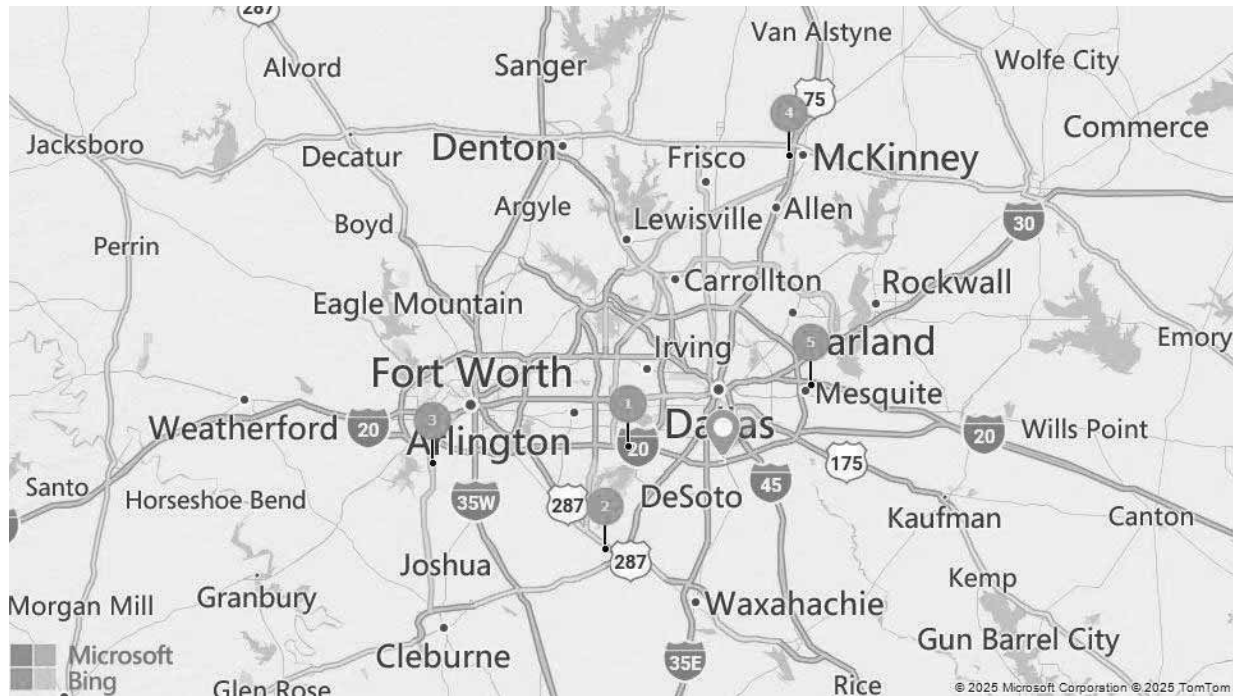 287
Van Alstyne
Sanger
Alvord
Wolfe City
75
4
Commerce
Jacksboro
Decatur
Denton
Frisco
McKinney
Argyle
Lewisville
Allen
Boyd
30
Perrin
Carrollton
Rockwall
Eagle Mountain
5
arland
Emory
Irving
Fort Worth
Mesquite
1
3
Weatherford
20
Arlington
20
Da as
20
Wills Point
175
Santo
Horseshoe Bend
35W
287
2
DeSoto
45
Kaufman
Canton
Joshua
287
Kemp
Morgan Mill
Granbury
Waxahachie
Gun Barrel City
Microsoft
Bing
Cleburne
35E
Glen Rose
Rice
© 2025 Microsoft Corporation © 2025 TomTom